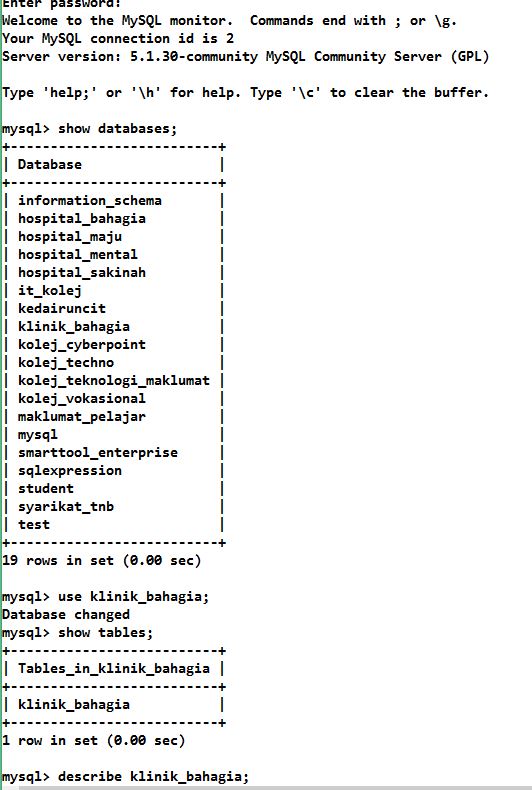 Enter password:
Welcome to the MySQL monitor.  Commands end with ; or \g.
Your MySQL connection id is 2
Server version: 5.1.30-community MySQL Community Server (GPL)
Type 'help;' or '\h' for help. Type '\c' to clear the buffer.
mysql> show databases;
+--------------------------+
| Database                 |
+--------------------------+
| information_schema       |
| hospital_bahagia         |
| hospital_maju            |
| hospital_mental          |
| hospital_sakinah         |
| it_kolej                 |
| kedairuncit              |
| klinik_bahagia           |
| kolej_cyberpoint         |
| kolej_techno             |
| kolej_teknologi_maklumat |
| kolej_vokasional         |
| maklumat_pelajar         |
| mysql                    |
| smarttool_enterprise     |
| sqlexpression            |
| student                  |
| syarikat_tnb             |
| test                     |
+--------------------------+
19 rows in set (0.00 sec)
mysql> use klinik_bahagia;
Database changed
mysql> show tables;
+--------------------------+
| Tables_in_klinik_bahagia |
+--------------------------+
| klinik_bahagia           |
+--------------------------+
1 row in set (0.00 sec)
mysql> describe klinik_bahagia;